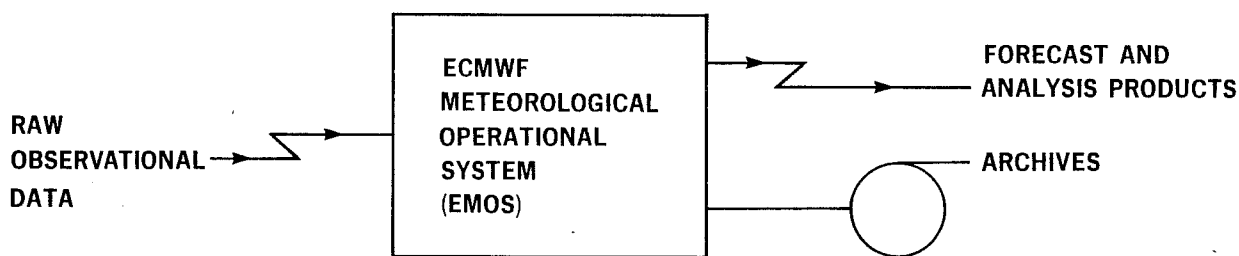 RAW
OBSERVATIONAL
DATA
ECMWF
METEOROLOGICAL
OPERATIONAL
SYSTEM
(EMOS)
FORECAST AND
ANALYSIS PRODUCTS
ARCHIVES